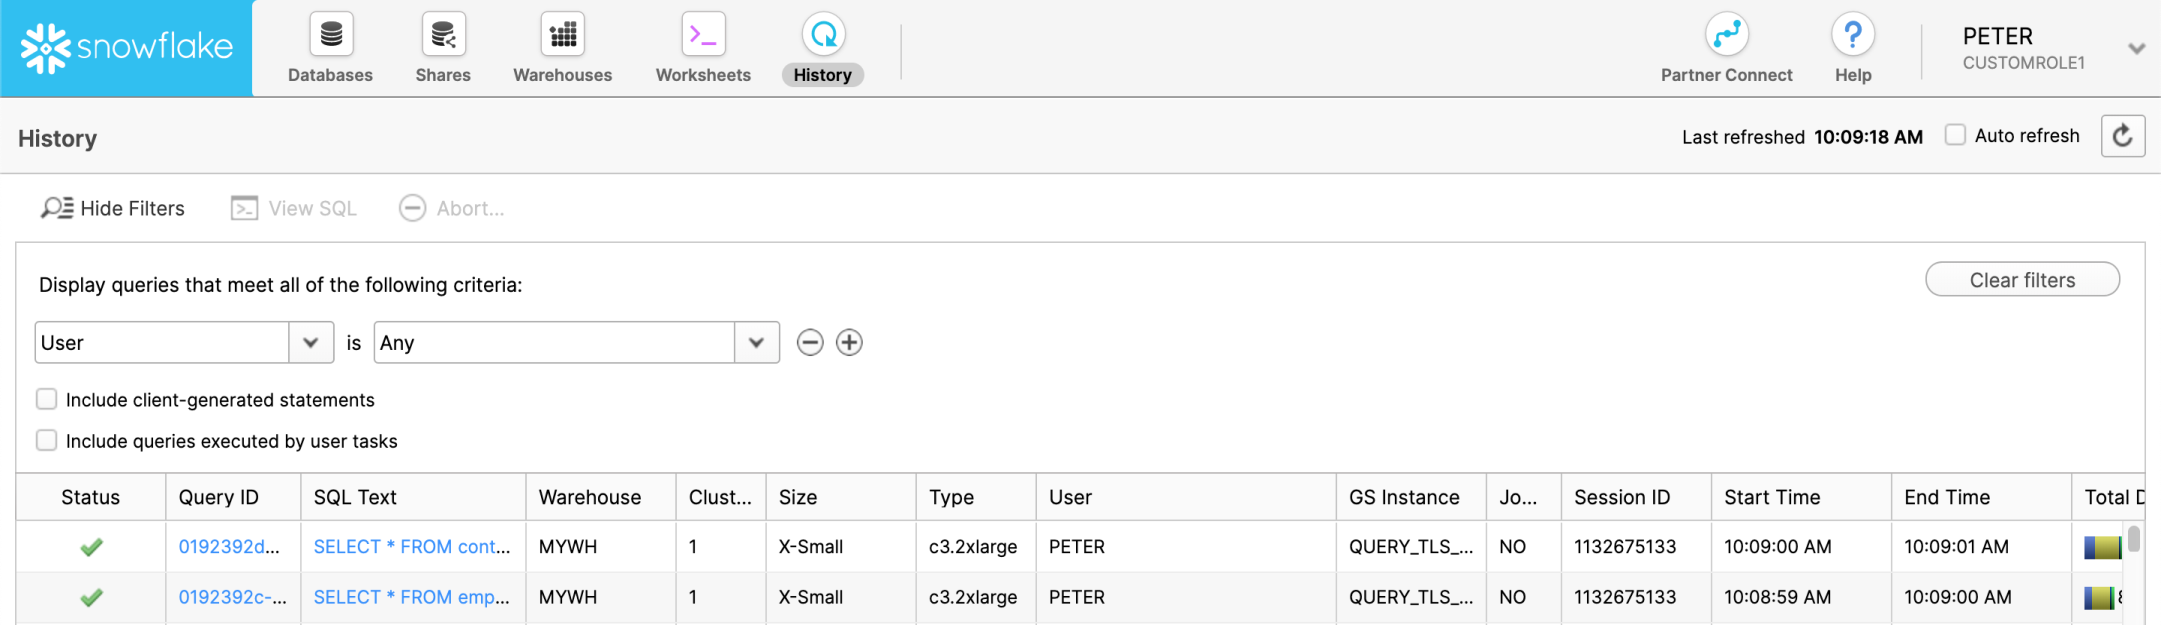 snowflake
Databases Shares Warehouses Worksheets History
Partner Connect Help
PETER
CUSTOMROLE1
History
Last refreshed 10:09:18 AM Auto refresh
Hide Filters View SQL Abort...
Display queries that meet all of the following criteria:
Clear filters
User is Any
Include client-generated statements
Include queries executed by user tasks
Status Query ID SQL Text Warehouse Clust... Size Type User GS Instance Jo... Session ID Start Time End Time Total
0192392d... SELECT * FROM cont... MYWH 1 X-Small c3.2xlarge PETER QUERY_TLS_... NO 1132675133 10:09:00 AM 10:09:01 AM
0192392c-... SELECT * FROM emp... MYWH 1 X-Small c3.2xlarge PETER QUERY_TLS_... NO 1132675133 10:08:59 AM 10:09:00 AM